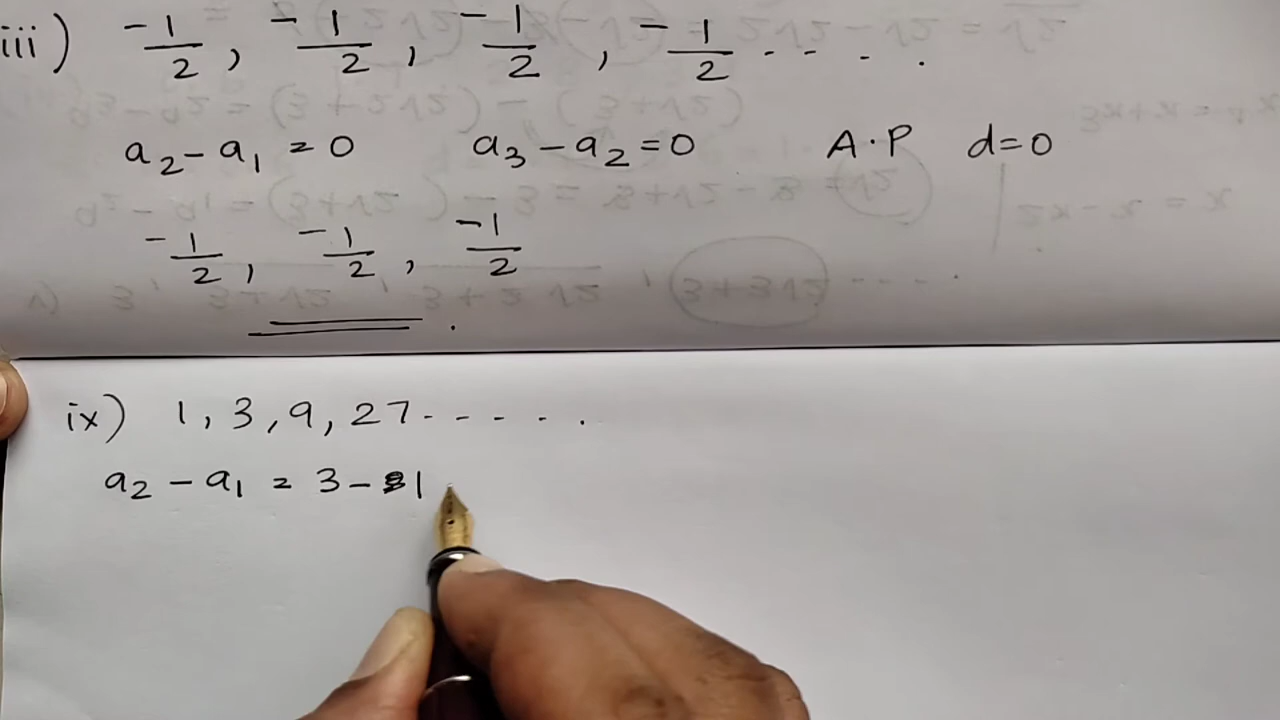 iii) -1/2, -1/2, -1/2, -1/2 - - - .
a₂ - a₁ = 0 a₃ - a₂ = 0 A.P d=0
-1/2, -1/2, -1/2
ix) 1, 3, 9, 27 - - - - - .
a₂ - a₁ = 3 - 1